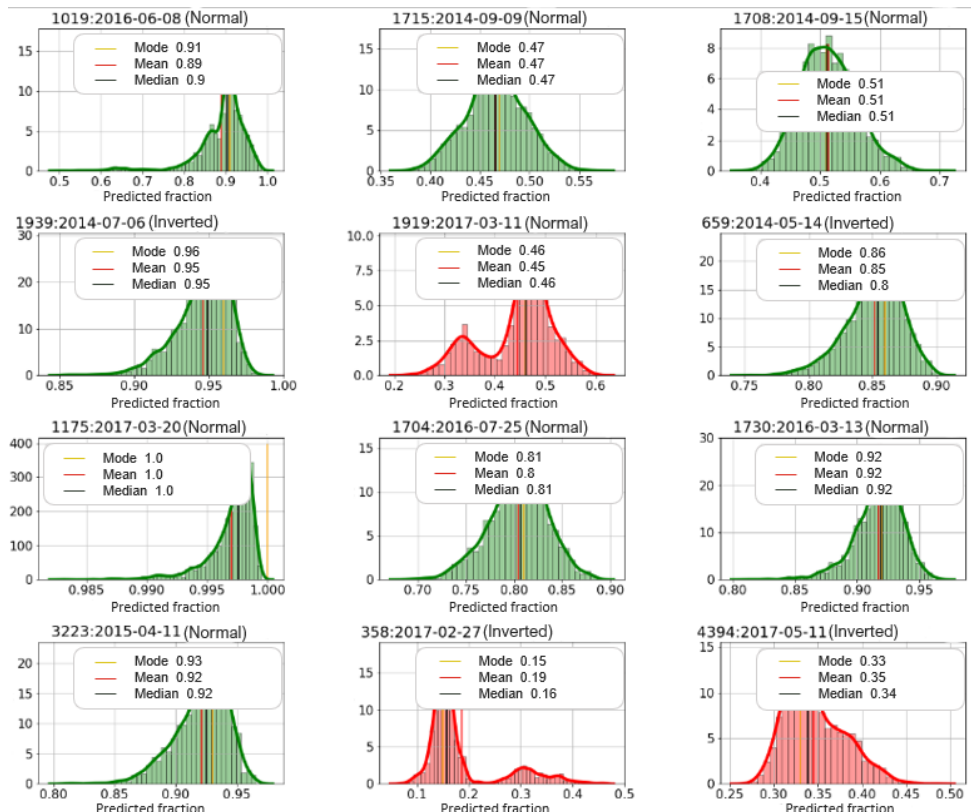 1019:2016-06-08 (Normal)
Mode 0.91
Mean 0.89
Median 0.9
15
10
5
0
0.5 0.6 0.7 0.8 0.9 1.0
Predicted fraction
1715:2014-09-09 (Normal)
Mode 0.47
Mean 0.47
Median 0.47
15
10
5
0
0.35 0.40 0.45 0.50 0.55
Predicted fraction
1708:2014-09-15 (Normal)
Mode 0.51
Mean 0.51
Median 0.51
8
6
4
2
0
0.4 0.5 0.6 0.7
Predicted fraction
1939:2014-07-06 (Inverted)
Mode 0.96
Mean 0.95
Median 0.95
30
20
10
0
0.85 0.90 0.95 1.00
Predicted fraction
1919:2017-03-11 (Normal)
Mode 0.46
Mean 0.45
Median 0.46
10.0
7.5
5.0
2.5
0.0
0.2 0.3 0.4 0.5 0.6
Predicted fraction
659:2014-05-14 (Inverted)
Mode 0.86
Mean 0.85
Median 0.8
20
15
10
5
0
0.75 0.80 0.85 0.90
Predicted fraction
1175:2017-03-20 (Normal)
Mode 1.0
Mean 1.0
Median 1.0
400
300
200
100
0
0.985 0.990 0.995 1.000
Predicted fraction
1704:2016-07-25 (Normal)
Mode 0.81
Mean 0.8
Median 0.81
15
10
5
0
0.70 0.75 0.80 0.85 0.90
Predicted fraction
1730:2016-03-13 (Normal)
Mode 0.92
Mean 0.92
Median 0.92
30
20
10
0
0.80 0.85 0.90 0.95
Predicted fraction
3223:2015-04-11 (Normal)
Mode 0.93
Mean 0.92
Median 0.92
20
15
10
5
0
0.80 0.85 0.90 0.95
Predicted fraction
358:2017-02-27 (Inverted)
Mode 0.15
Mean 0.19
Median 0.16
15
10
5
0
0.1 0.2 0.3 0.4 0.5
Predicted fraction
4394:2017-05-11 (Inverted)
Mode 0.33
Mean 0.35
Median 0.34
15
10
5
0
0.25 0.30 0.35 0.40 0.45 0.50
Predicted fraction